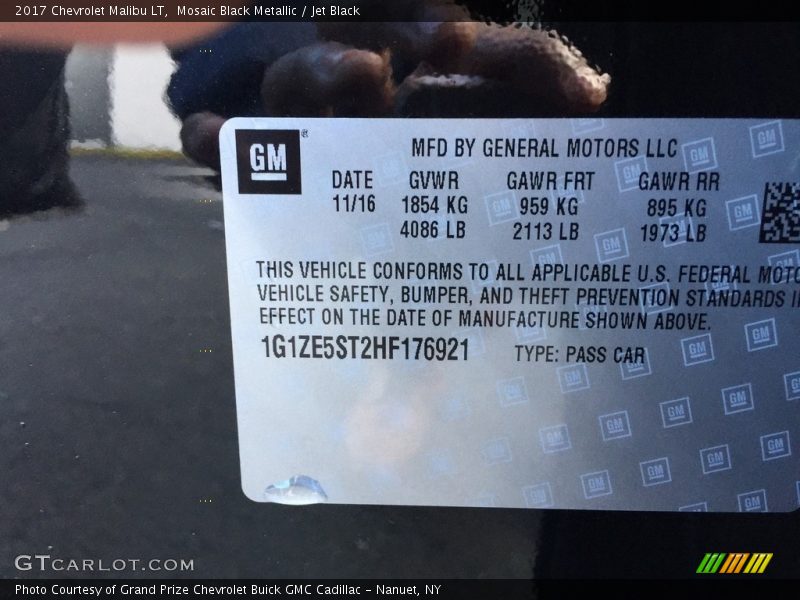 2017 Chevrolet Malibu LT, Mosaic Black Metallic / Jet Black
GM®
MFD BY GENERAL MOTORS LLC
DATE GVWR GAWR FRT GAWR RR
11/16 1854 KG 959 KG 895 KG
4086 LB 2113 LB 1973 LB
THIS VEHICLE CONFORMS TO ALL APPLICABLE U.S. FEDERAL MOTO
VEHICLE SAFETY, BUMPER, AND THEFT PREVENTION STANDARDS I
EFFECT ON THE DATE OF MANUFACTURE SHOWN ABOVE.
1G1ZE5ST2HF176921 TYPE: PASS CAR
GTCARLOT.COM
Photo Courtesy of Grand Prize Chevrolet Buick GMC Cadillac - Nanuet, NY